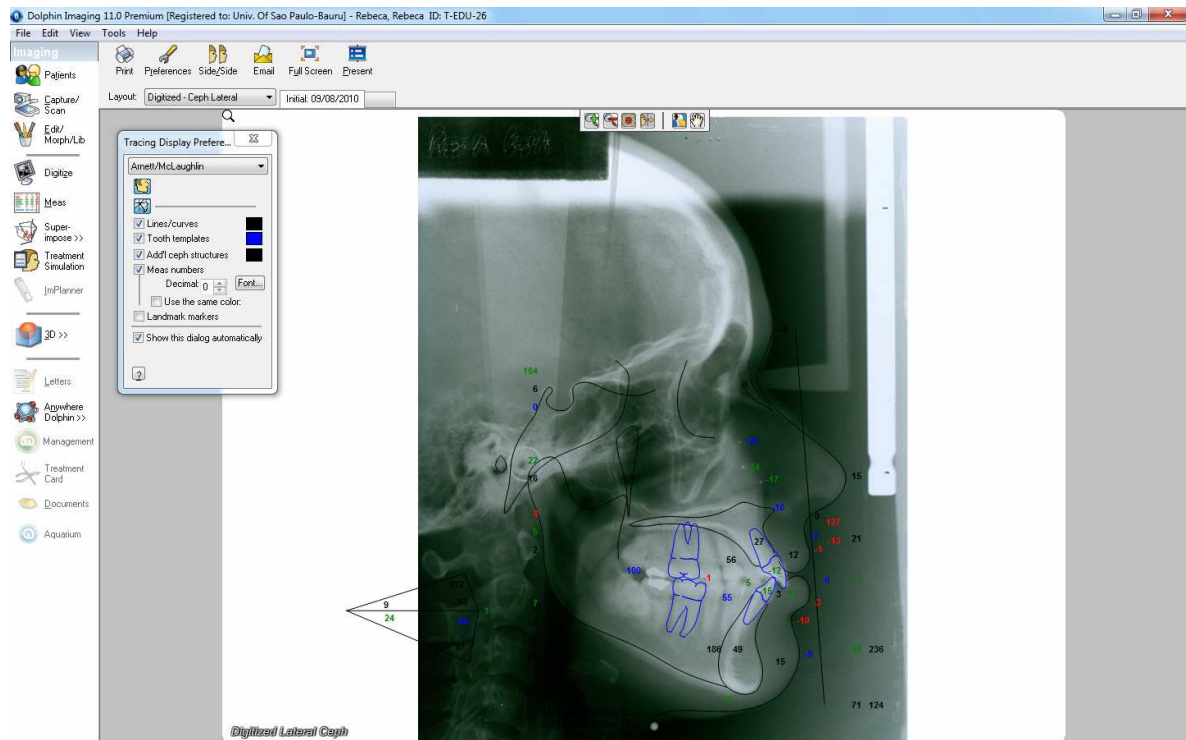 Dolphin Imaging 11.0 Premium [Registered to: Univ. Of Sao Paulo-Bauru] - Rebeca, Rebeca ID: T-EDU-26
File Edit View Tools Help
Imaging
Patients
Capture/
Scan
Edit/
Morph/Lib
Digitize
Meas
Super-
impose >>
Treatment
Simulation
ImPlanner
3D >>
Letters
Anywhere
Dolphin >>
Management
Treatment
Card
Documents
Aquarium
Print Preferences Side/Side Email Full Screen Present
Layout: Digitized - Ceph Lateral Initial: 09/08/2010
Tracing Display Prefere...
Arnett/McLaughlin
Lines/curves
Tooth templates
Add'l ceph structures
Meas numbers
Decimal: 0 Font...
Use the same color:
Landmark markers
Show this dialog automatically
?
164
6
0
22
16
15
-17
16
0
127
-13 21
-1
27
12
56
2
100
-1
-12
5
15
3
55
6
-3
7
9
24
1
-10
186 49
15
236
71 124
Digitized Lateral Ceph